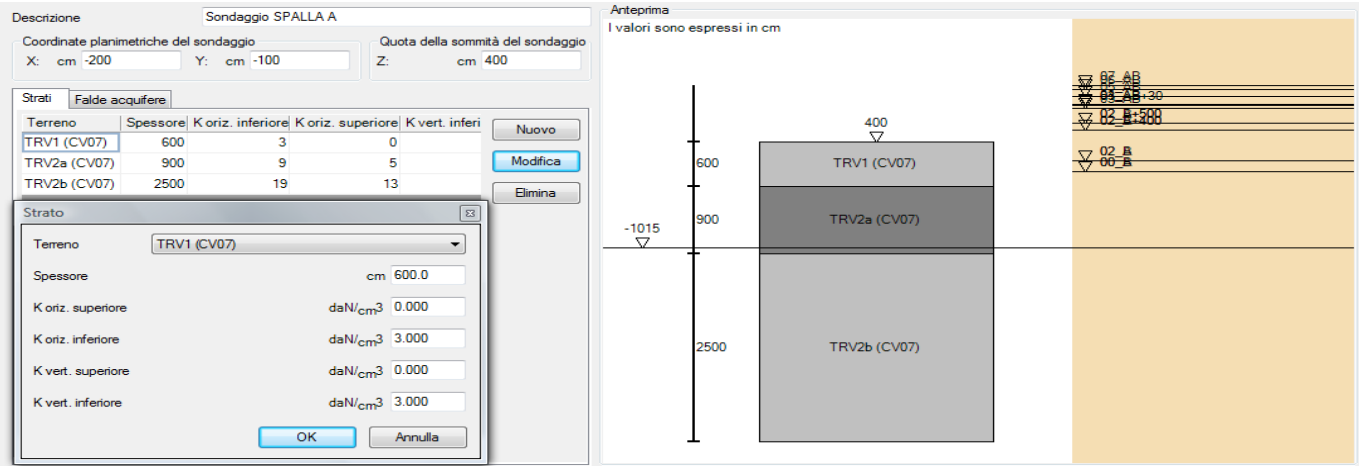 Descrizione Sondaggio SPALLA A
Coordinate planimetriche del sondaggio Quota della sommità del sondaggio
X: cm -200 Y: cm -100 Z: cm 400
Strati Falde acquifere
Terreno Spessore K oriz. inferiore K oriz. superiore K vert. inferi
TRV1 (CV07) 600 3 0
TRV2a (CV07) 900 9 5
TRV2b (CV07) 2500 19 13
Nuovo
Modifica
Elimina
Strato
Terreno TRV1 (CV07)
Spessore cm 600.0
K oriz. superiore daN/cm3 0.000
K oriz. inferiore daN/cm3 3.000
K vert. superiore daN/cm3 0.000
K vert. inferiore daN/cm3 3.000
OK Annulla
Anteprima
I valori sono espressi in cm
400
600 TRV1 (CV07)
900 TRV2a (CV07)
-1015
2500 TRV2b (CV07)
07_AB